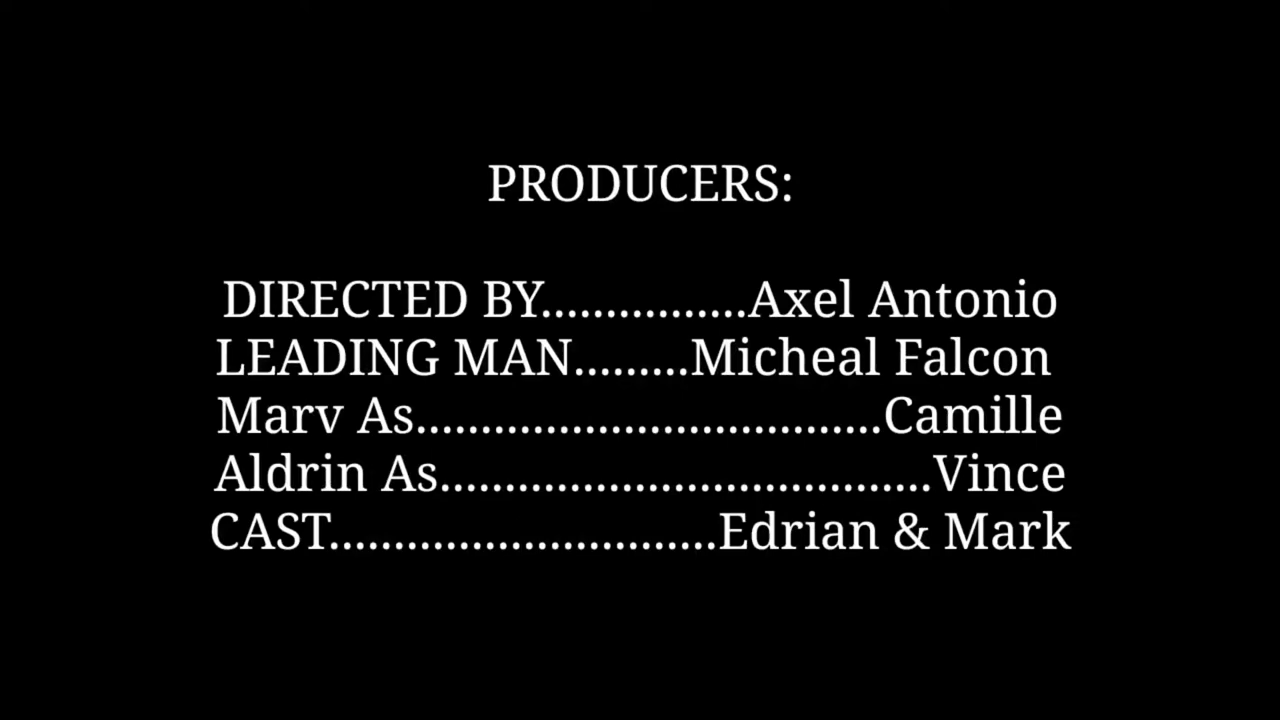 PRODUCERS:
DIRECTED BY................Axel Antonio
LEADING MAN.........Micheal Falcon
Marv As....................................Camille
Aldrin As......................................Vince
CAST..............................Edrian & Mark